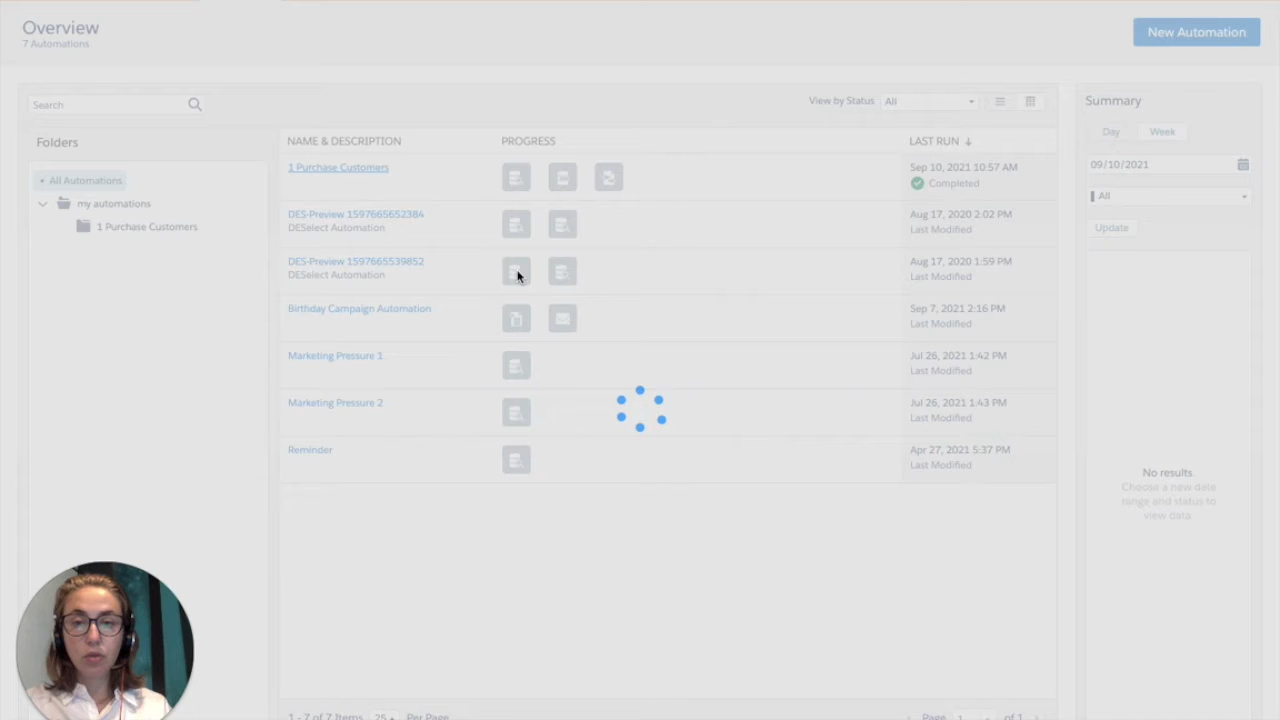 Overview
7 Automations
New Automation
Search
View by Status
All
Summary
Folders
NAME & DESCRIPTION
PROGRESS
LAST RUN ↓
Day
Week
• All Automations
my automations
1 Purchase Customers
1 Purchase Customers
Sep 10, 2021 10:57 AM
Completed
DES-Preview 1597665652384
DESelect Automation
Aug 17, 2020 2:02 PM
Last Modified
DES-Preview 1597665539852
DESelect Automation
Aug 17, 2020 1:59 PM
Last Modified
Birthday Campaign Automation
Sep 7, 2021 2:16 PM
Last Modified
Marketing Pressure 1
Jul 26, 2021 1:42 PM
Last Modified
Marketing Pressure 2
Jul 26, 2021 1:43 PM
Last Modified
Reminder
Apr 27, 2021 5:37 PM
Last Modified
09/10/2021
All
Update
No results.
Choose a new date
range and status to
view data.
1 - 7 of 7 Items
25
Per Page
Page
1
of 1